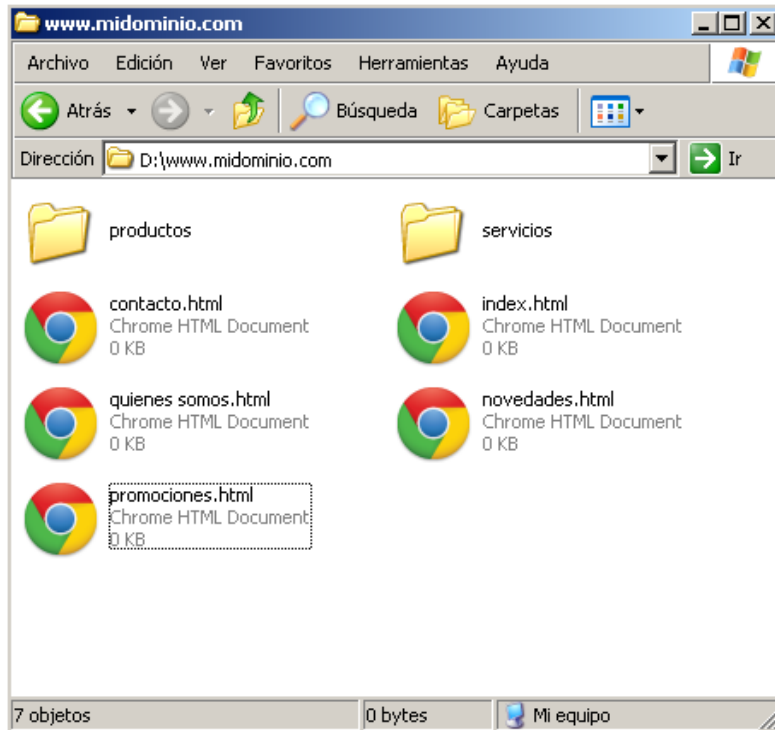 www.midominio.com
Archivo Edición Ver Favoritos Herramientas Ayuda
Atrás Búsqueda Carpetas
Dirección D:\www.midominio.com Ir
productos
servicios
contacto.html
Chrome HTML Document
0 KB
index.html
Chrome HTML Document
0 KB
quienes somos.html
Chrome HTML Document
0 KB
novedades.html
Chrome HTML Document
0 KB
promociones.html
Chrome HTML Document
0 KB
7 objetos 0 bytes Mi equipo